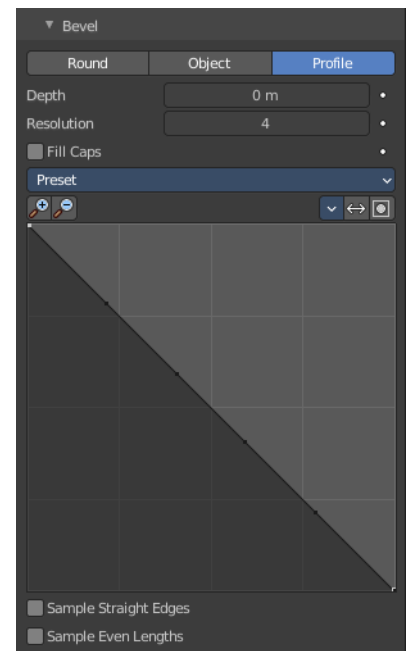 Bevel
Round Object Profile
Depth 0 m
Resolution 4
Fill Caps
Preset
Sample Straight Edges
Sample Even Lengths